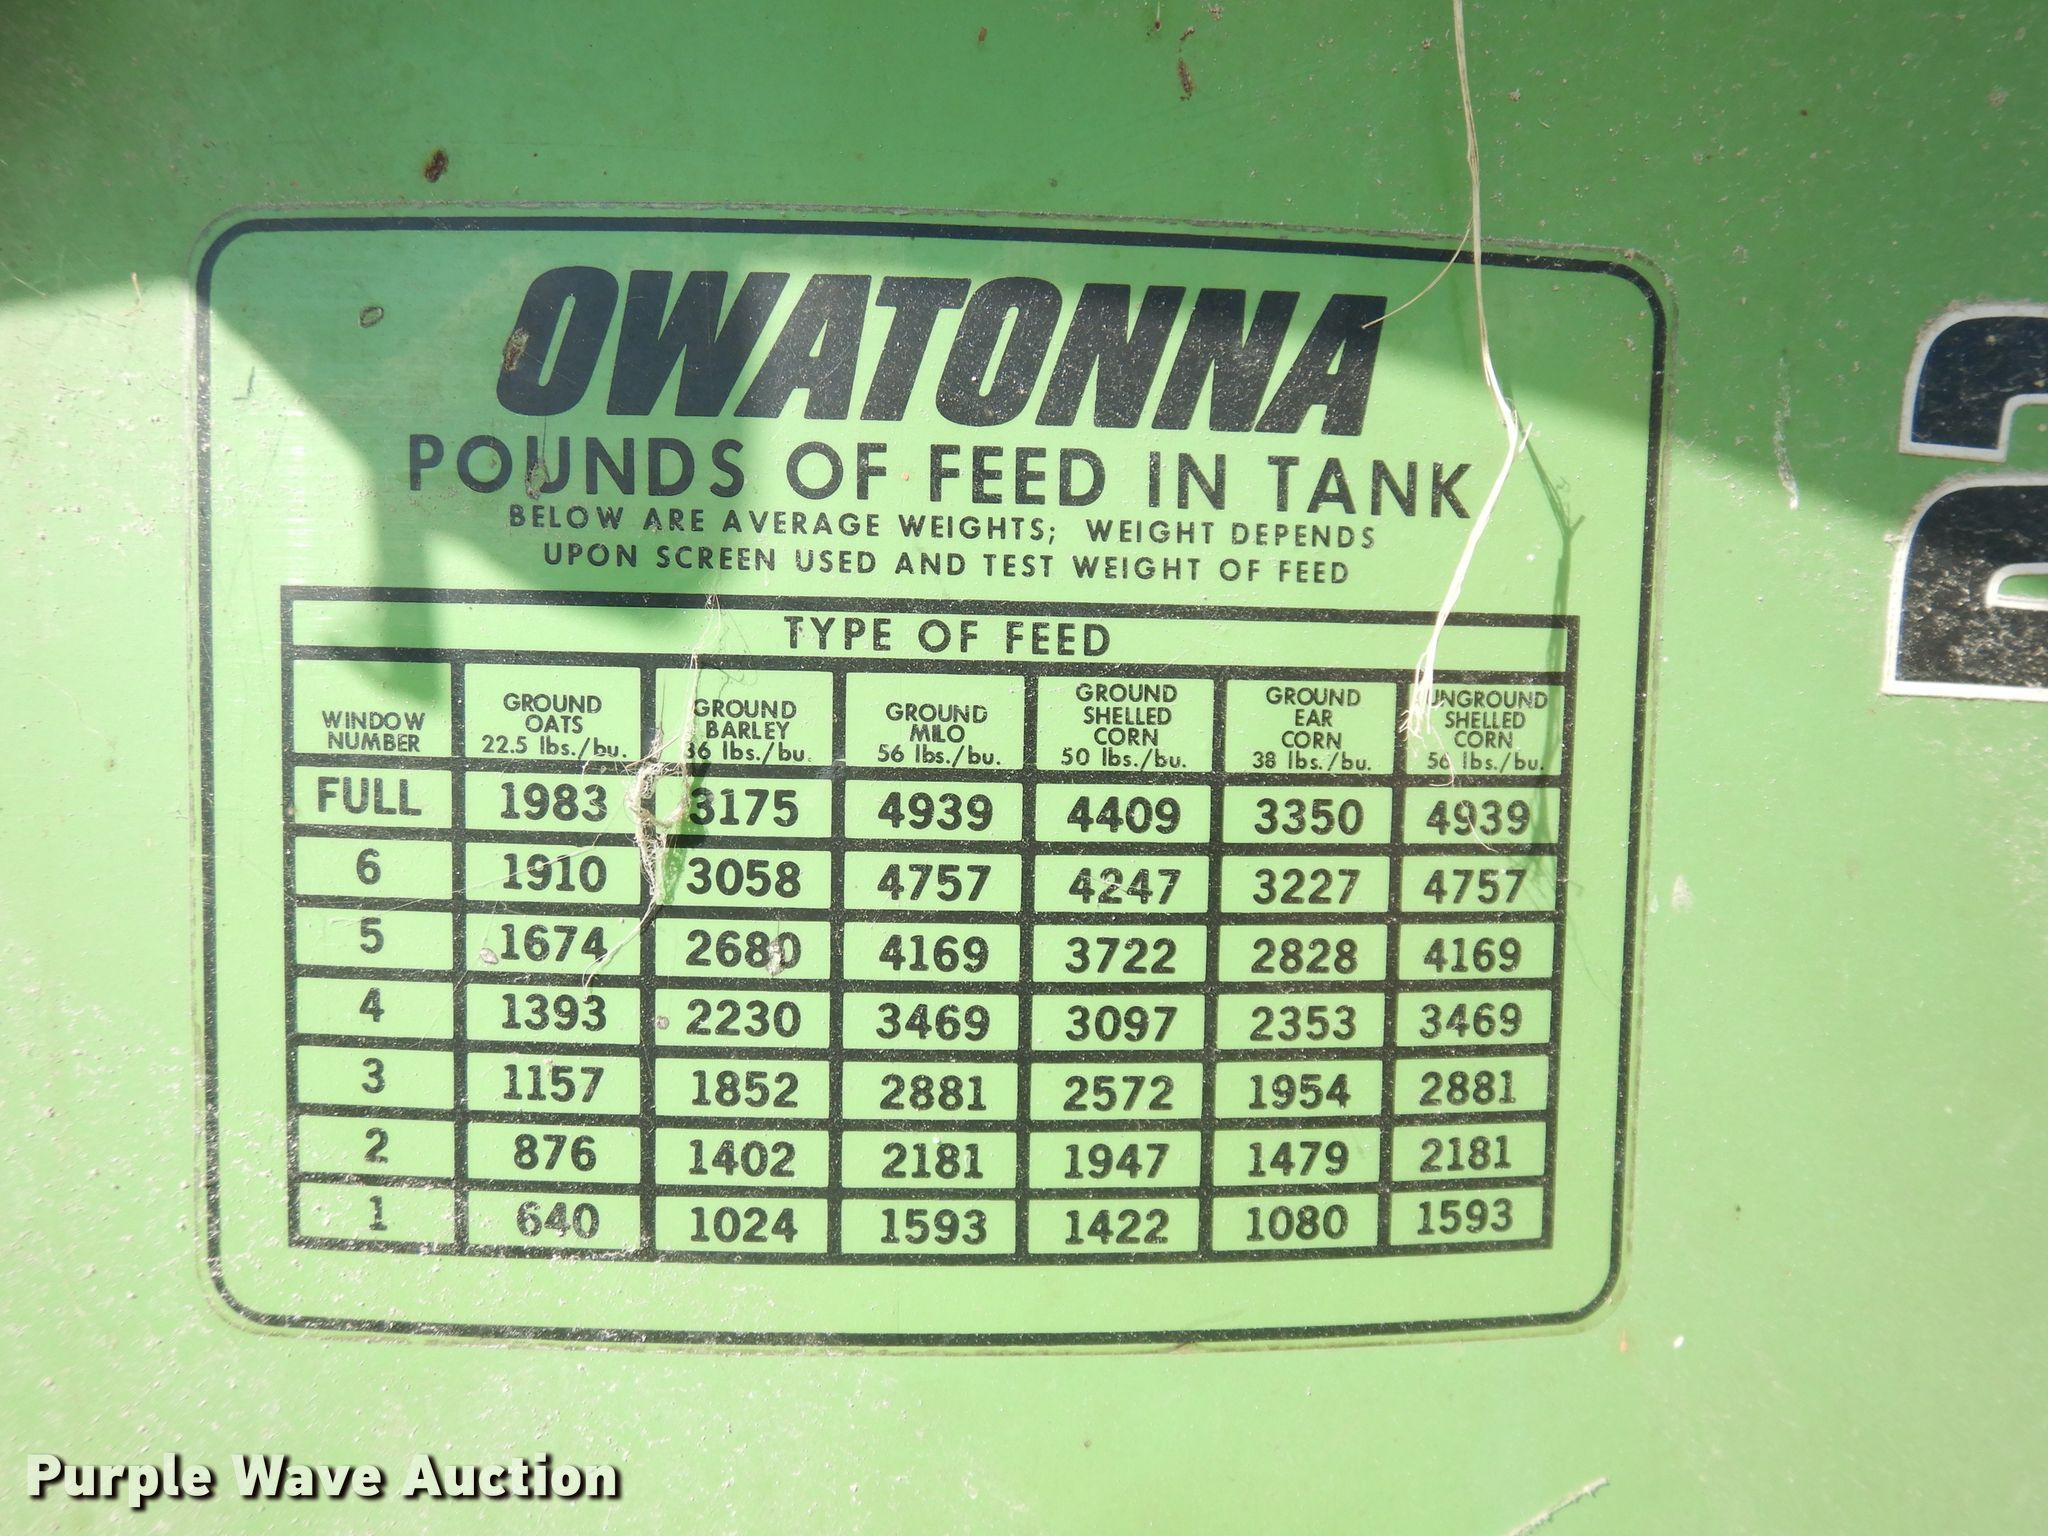 OWATONNA
POUNDS OF FEED IN TANK
BELOW ARE AVERAGE WEIGHTS; WEIGHT DEPENDS
UPON SCREEN USED AND TEST WEIGHT OF FEED
TYPE OF FEED
WINDOW NUMBER GROUND OATS 22.5 lbs./bu. GROUND BARLEY 36 lbs./bu. GROUND MILO 56 lbs./bu. GROUND SHELLED CORN 50 lbs./bu. GROUND EAR CORN 38 lbs./bu. UNGROUND SHELLED CORN 56 lbs./bu.
FULL 1983 3175 4939 4409 3350 4939
6 1910 3058 4757 4247 3227 4757
5 1674 2680 4169 3722 2828 4169
4 1393 2230 3469 3097 2353 3469
3 1157 1852 2881 2572 1954 2881
2 876 1402 2181 1947 1479 2181
1 640 1024 1593 1422 1080 1593
Purple Wave Auction